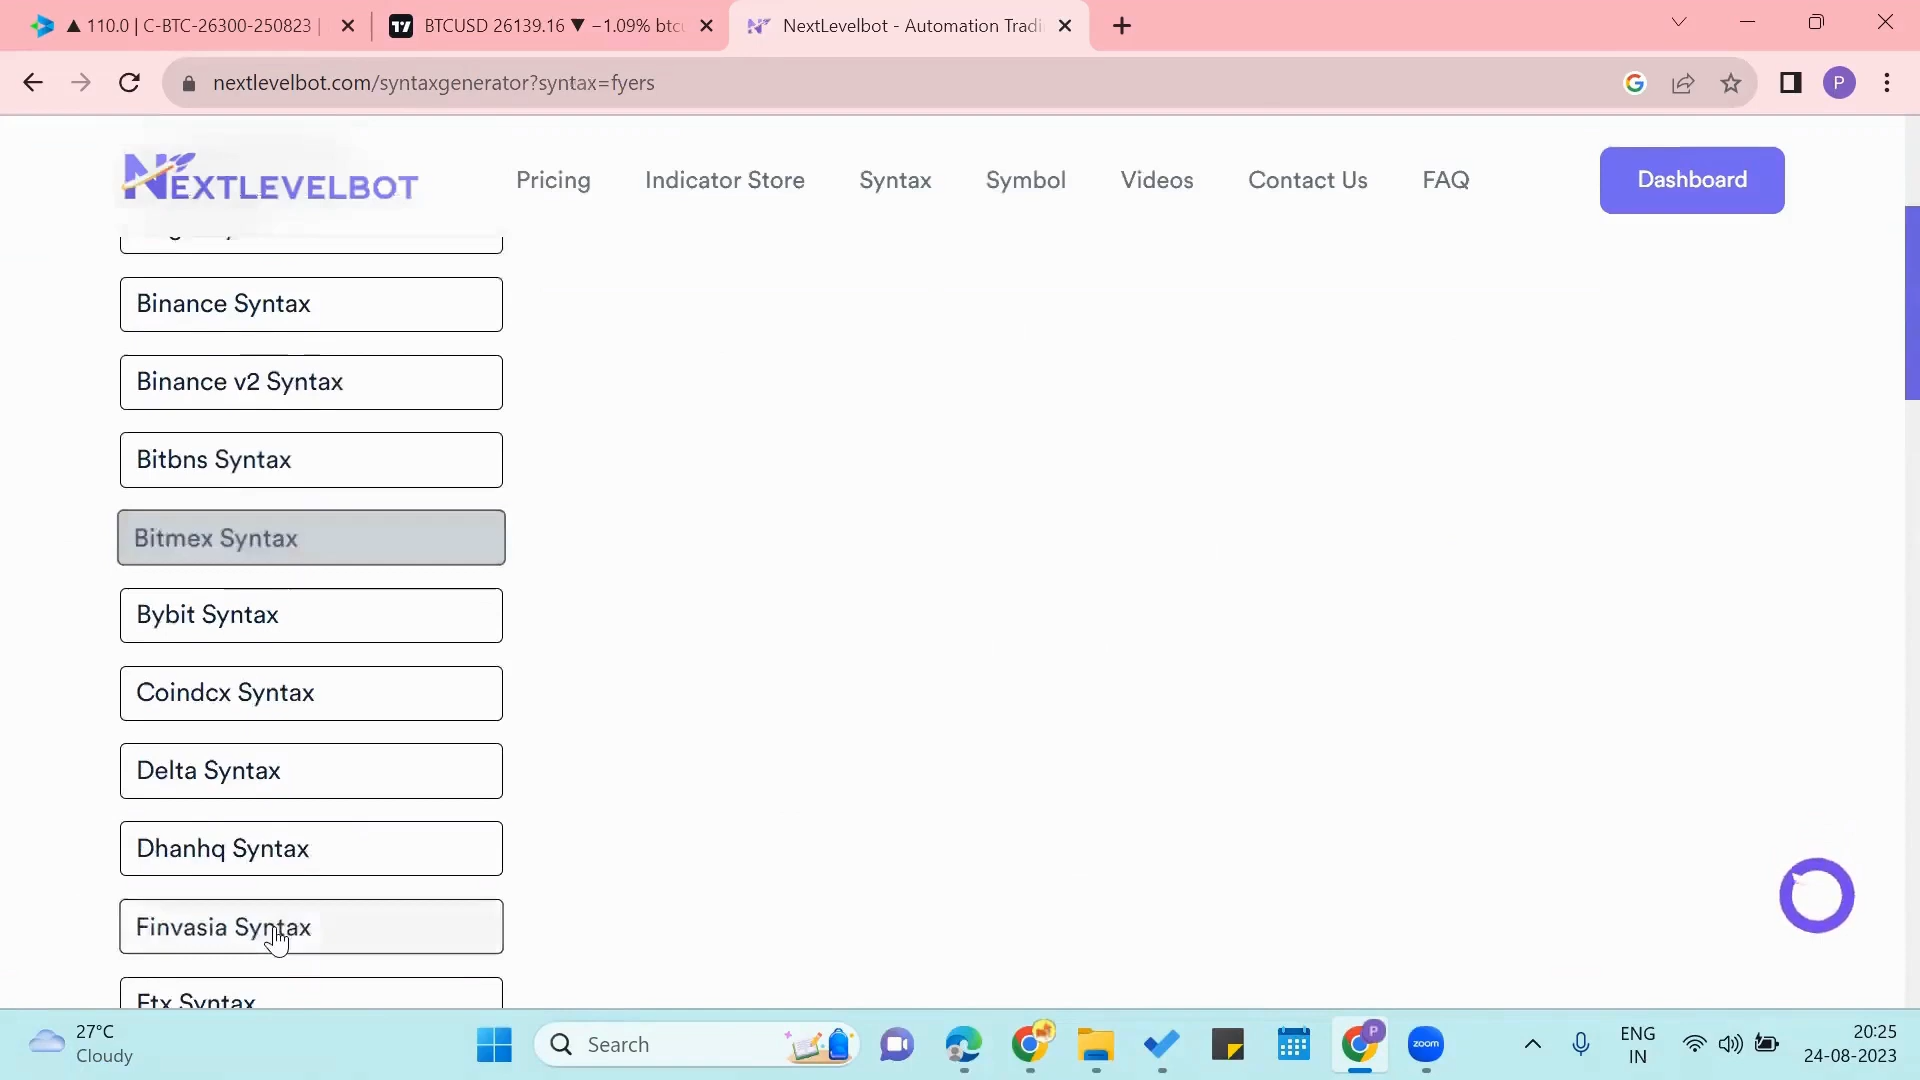 ▲ 110.0 | C-BTC-26300-250823 |
BTCUSD 26139.16 ▼ −1.09% btcu
NextLevelbot - Automation Tradi
nextlevelbot.com/syntaxgenerator?syntax=fyers
P
NEXTLEVELBOT
Pricing
Indicator Store
Syntax
Symbol
Videos
Contact Us
FAQ
Dashboard
Binance Syntax
Binance v2 Syntax
Bitbns Syntax
Bitmex Syntax
Bybit Syntax
Coindcx Syntax
Delta Syntax
Dhanhq Syntax
Finvasia Syntax
Ftx Syntax
27°C
Cloudy
Search
P
zoom
ENG
IN
20:25
24-08-2023